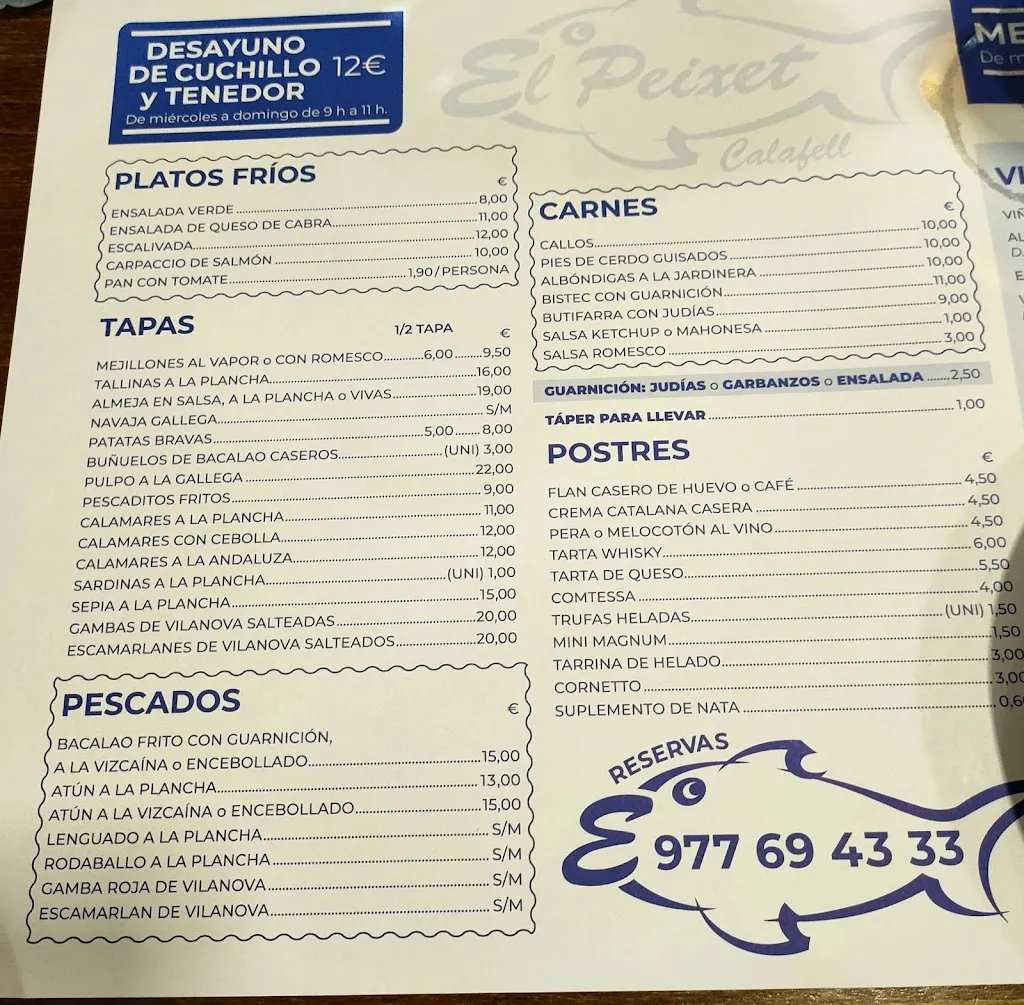 DESAYUNO
DE CUCHILLO 12€
y TENEDOR
De miércoles a domingo de 9 h a 11 h.
El Peixet
Calafell
PLATOS FRÍOS
€
ENSALADA VERDE 8,00
ENSALADA DE QUESO DE CABRA 11,00
ESCALIVADA 12,00
CARPACCIO DE SALMÓN 10,00
PAN CON TOMATE 1,90/PERSONA
TAPAS 1/2 TAPA €
MEJILLONES AL VAPOR o CON ROMESCO 6,00 9,50
TALLINAS A LA PLANCHA 16,00
ALMEJA EN SALSA, A LA PLANCHA o VIVAS 19,00
NAVAJA GALLEGA S/M
PATATAS BRAVAS 5,00 8,00
BUÑUELOS DE BACALAO CASEROS (UNI) 3,00
PULPO A LA GALLEGA 22,00
PESCADITOS FRITOS 9,00
CALAMARES A LA PLANCHA 11,00
CALAMARES CON CEBOLLA 12,00
CALAMARES A LA ANDALUZA 12,00
SARDINAS A LA PLANCHA (UNI) 1,00
SEPIA A LA PLANCHA 15,00
GAMBAS DE VILANOVA SALTEADAS 20,00
ESCAMARLANES DE VILANOVA SALTEADOS 20,00
PESCADOS €
BACALAO FRITO CON GUARNICIÓN,
A LA VIZCAÍNA o ENCEBOLLADO 15,00
ATÚN A LA PLANCHA 13,00
ATÚN A LA VIZCAÍNA o ENCEBOLLADO 15,00
LENGUADO A LA PLANCHA S/M
RODABALLO A LA PLANCHA S/M
GAMBA ROJA DE VILANOVA S/M
ESCAMARLAN DE VILANOVA S/M
CARNES €
CALLOS 10,00
PIES DE CERDO GUISADOS 10,00
ALBÓNDIGAS A LA JARDINERA 10,00
BISTEC CON GUARNICIÓN 11,00
BUTIFARRA CON JUDÍAS 9,00
SALSA KETCHUP o MAHONESA 1,00
SALSA ROMESCO 3,00
GUARNICIÓN: JUDÍAS o GARBANZOS o ENSALADA 2,50
TÁPER PARA LLEVAR 1,00
POSTRES
€
FLAN CASERO DE HUEVO o CAFÉ 4,50
CREMA CATALANA CASERA 4,50
PERA o MELOCOTÓN AL VINO 4,50
TARTA WHISKY 6,00
TARTA DE QUESO 5,50
COMTESSA 4,00
TRUFAS HELADAS (UNI) 1,50
MINI MAGNUM 1,50
TARRINA DE HELADO 3,00
CORNETTO 3,00
SUPLEMENTO DE NATA 0,6
RESERVAS
E 977 69 43 33
ME
De m
VI
VIÑ
AL
D
E